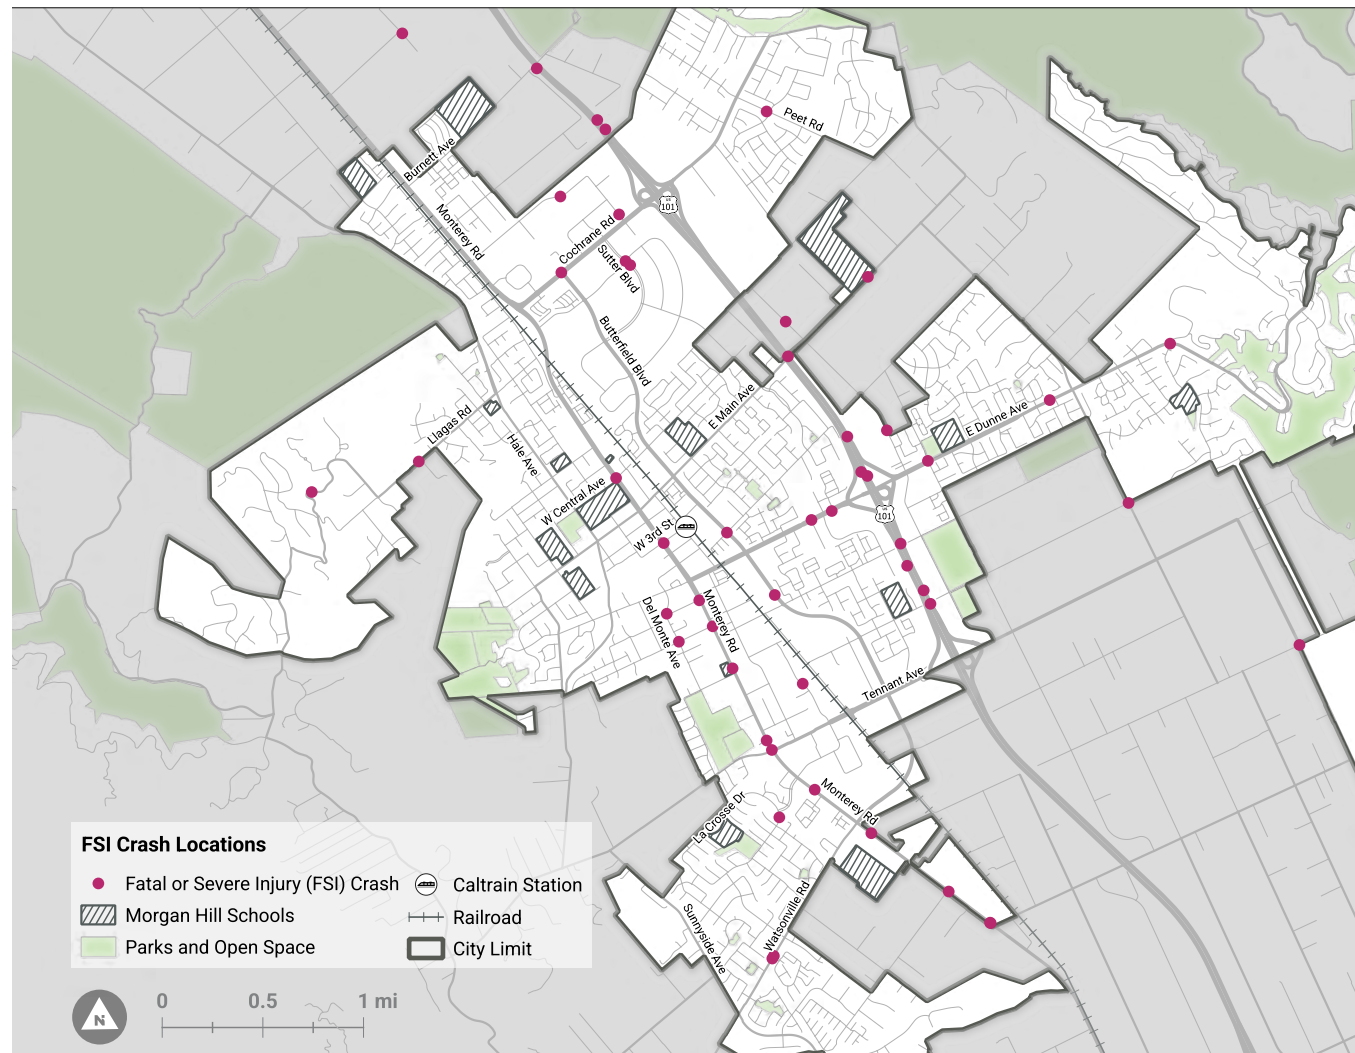 Peet Rd
Burnett Ave
US
101
Monterey Rd
Cochrane Rd
Sutter Blvd
Butterfield Blvd
E Main Ave
Llagas Rd
E Dunne Ave
Hale Ave
W Central Ave
101
W 3rd St
Monterey Rd
Del Monte Ave
Tennant Ave
Monterey Rd
La Crosse Dr
Watsonville Rd
Sunnyside Ave
FSI Crash Locations
Fatal or Severe Injury (FSI) Crash
Caltrain Station
Morgan Hill Schools
Railroad
Parks and Open Space
City Limit
N
0 0.5 1 mi